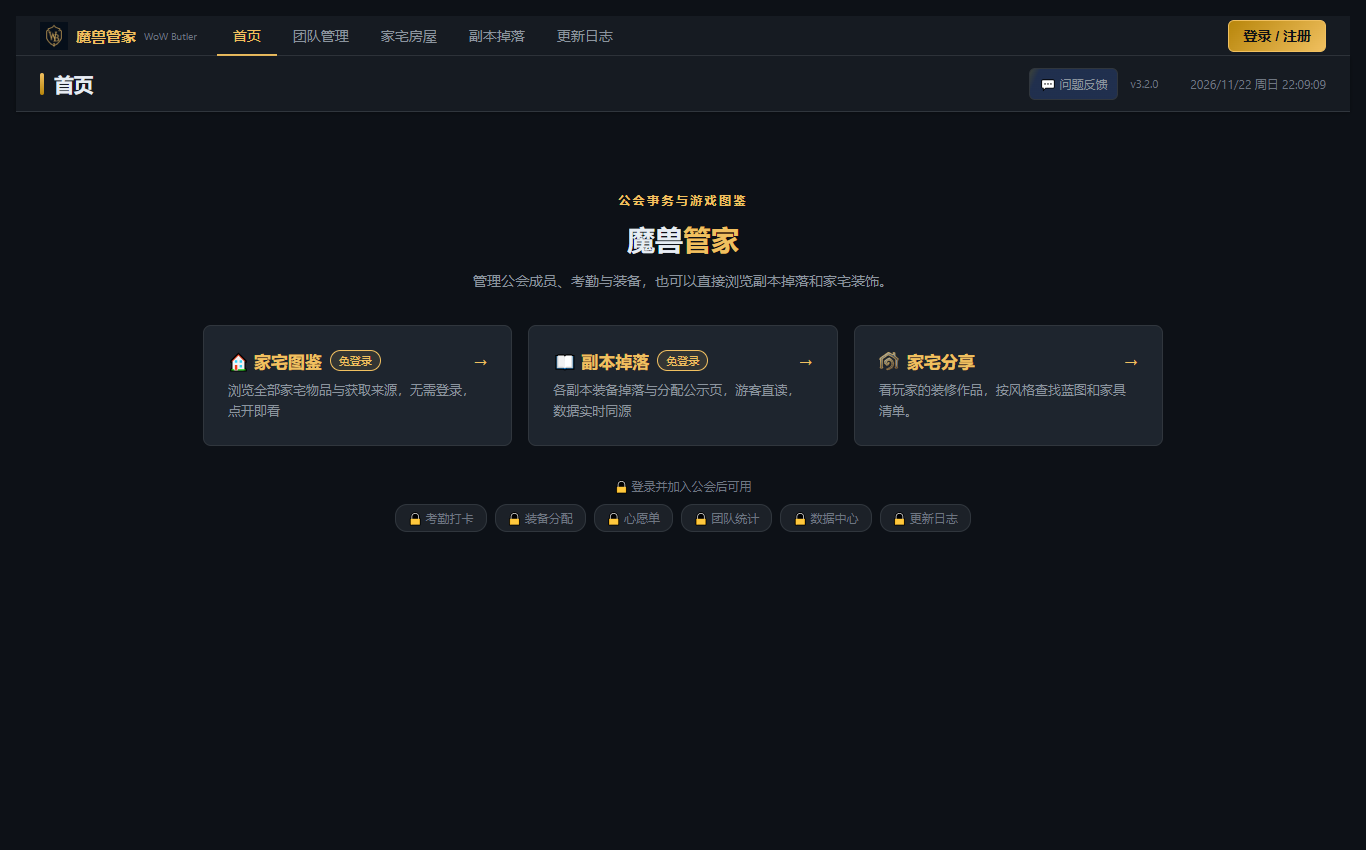 魔兽管家 WoW Butler 首页 团队管理 家宅房屋 副本掉落 更新日志 登录 / 注册
首页 问题反馈 v3.2.0 2026/11/22 周日 22:09:09
公会事务与游戏图鉴
魔兽管家
管理公会成员、考勤与装备，也可以直接浏览副本掉落和家宅装饰。
家宅图鉴 免登录 →
浏览全部家宅物品与获取来源，无需登录，
点开即看
副本掉落 免登录 →
各副本装备掉落与分配公示页，游客直读，
数据实时同源
家宅分享 →
看玩家的装修作品，按风格查找蓝图和家具
清单。
登录并加入公会后可用
考勤打卡 装备分配 心愿单 团队统计 数据中心 更新日志